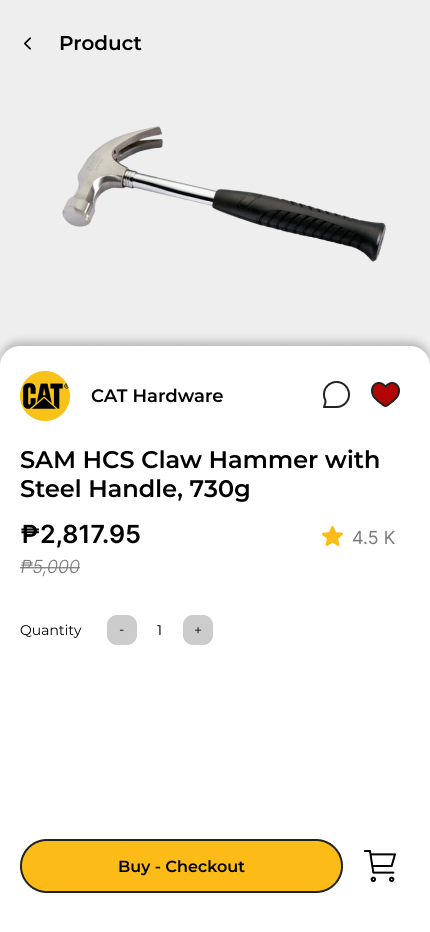 Product
CAT
CAT Hardware
SAM HCS Claw Hammer with
Steel Handle, 730g
₱2,817.95
4.5 K
₱5,000
Quantity
-
1
+
Buy - Checkout